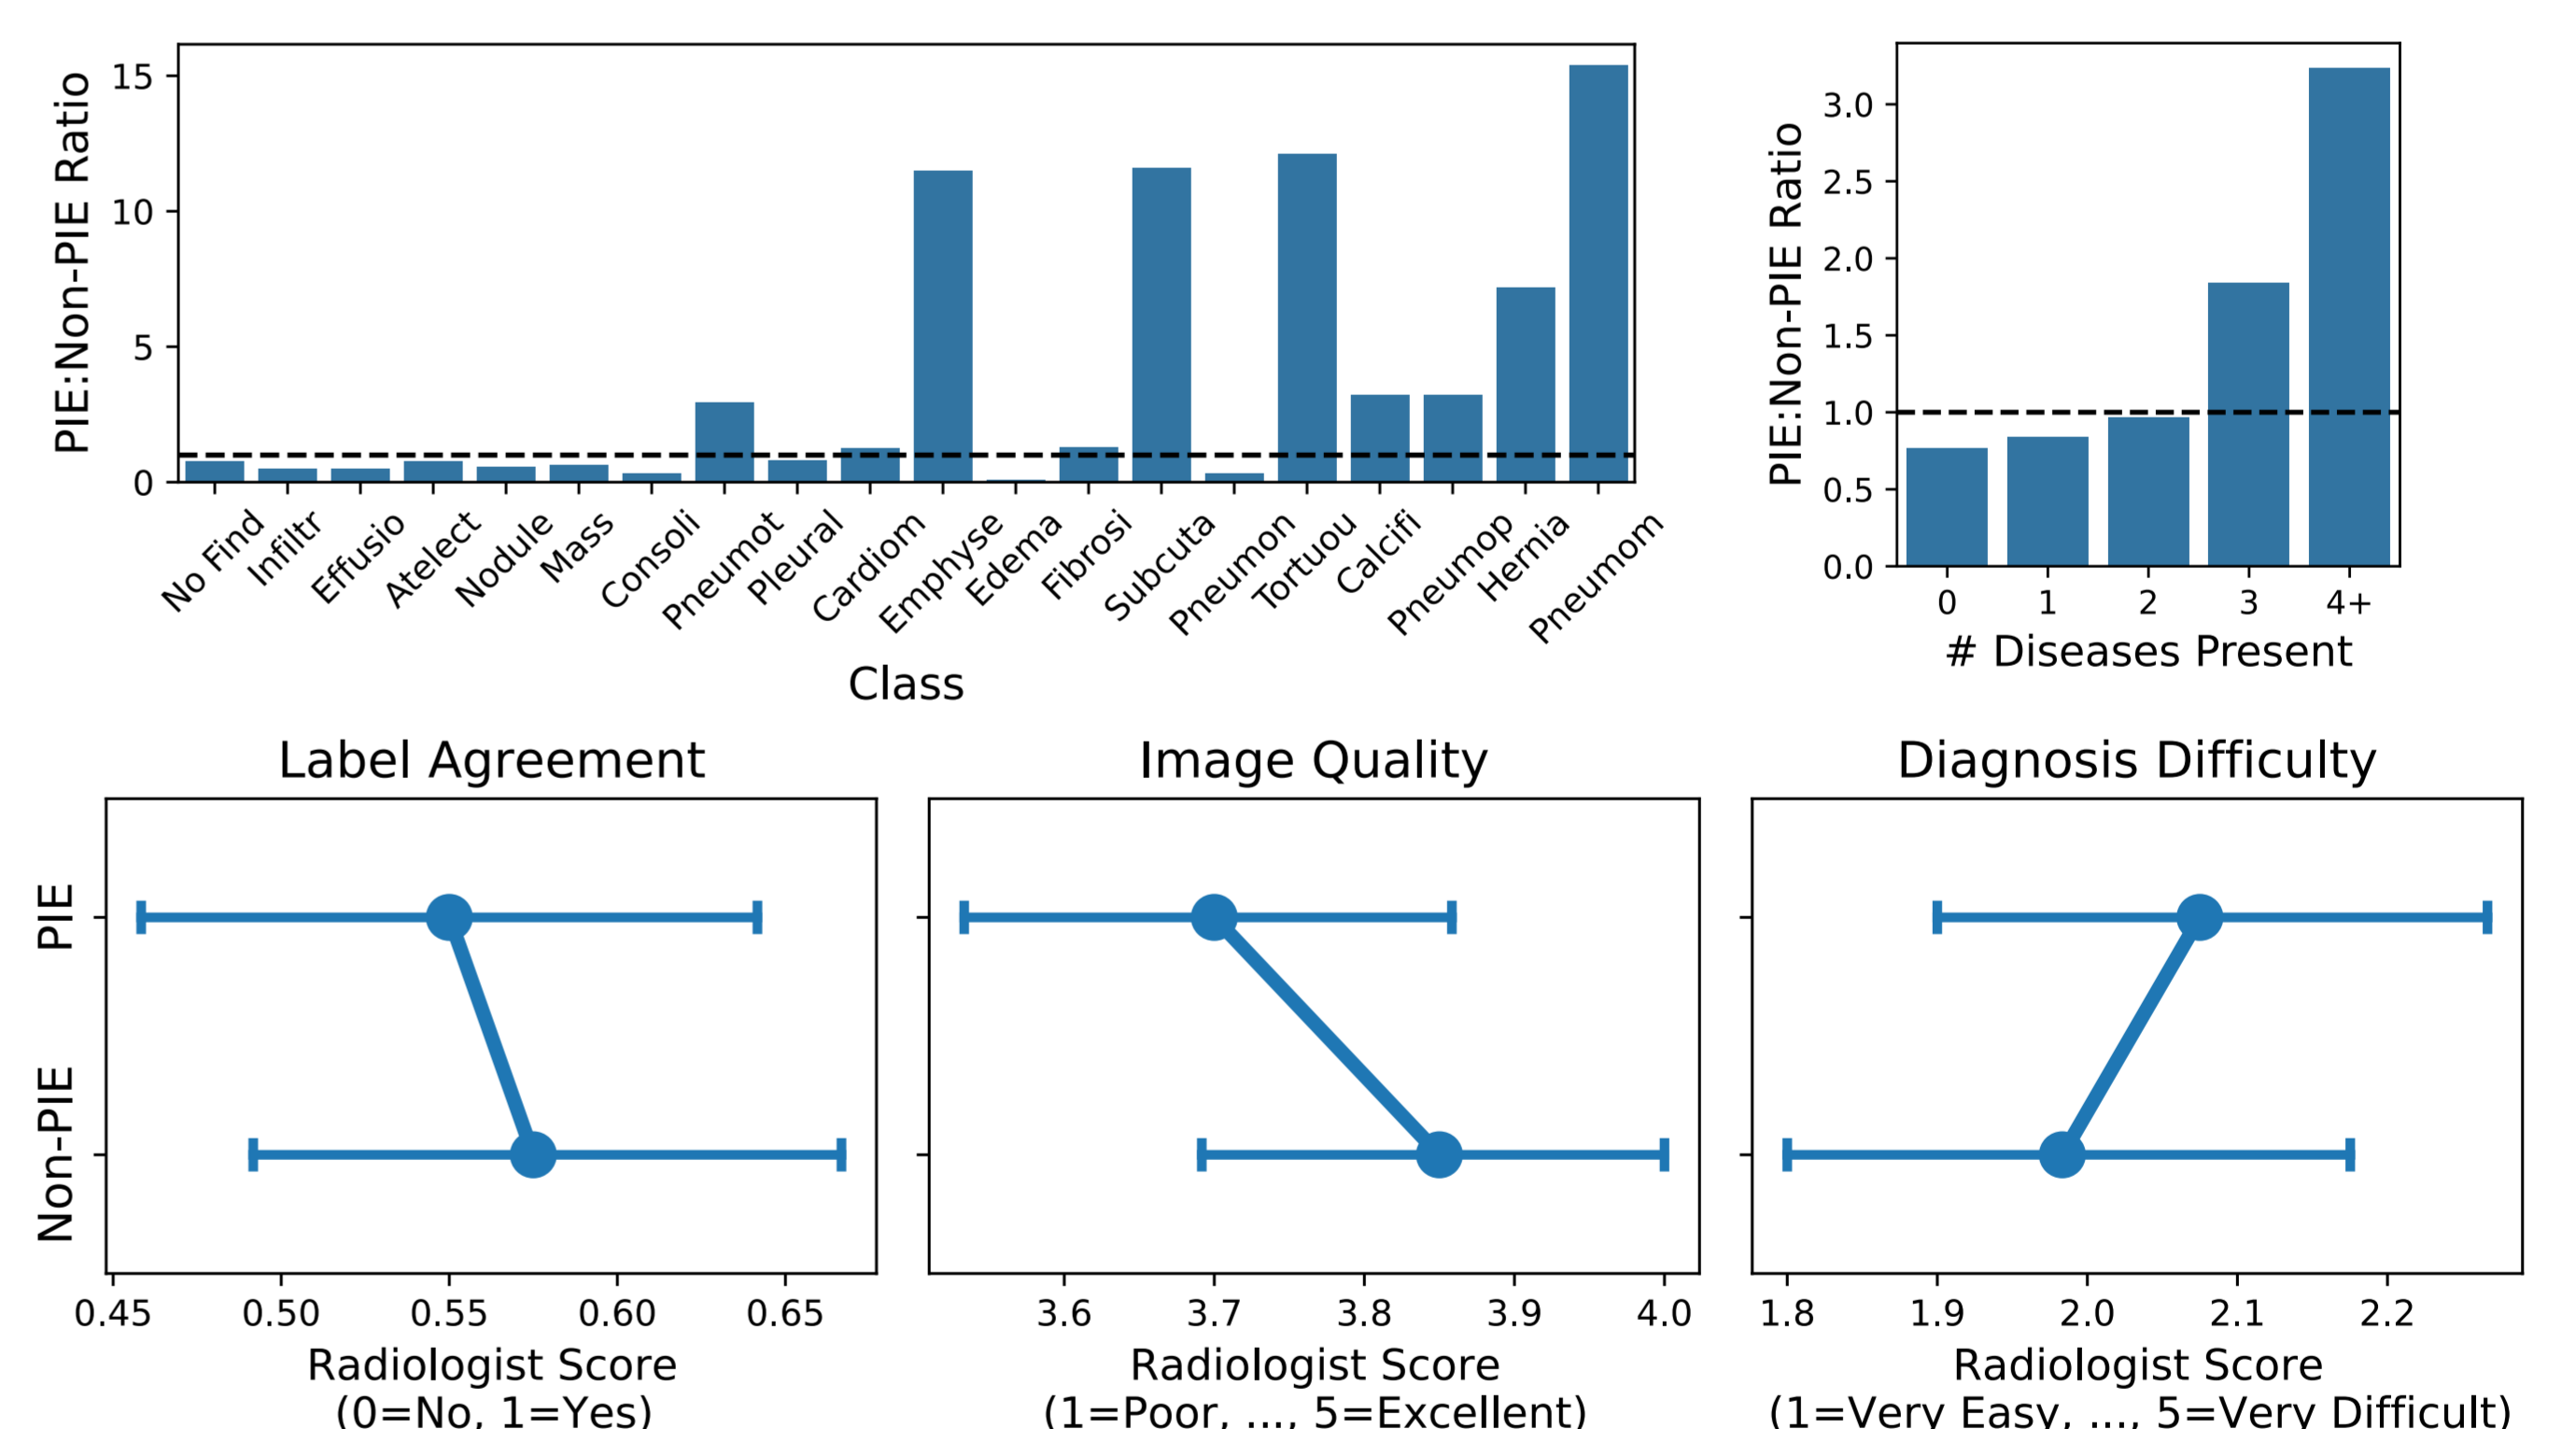 PIE:Non-PIE Ratio
15
10
5
0
No Find
Infiltr
Effusio
Atelect
Nodule
Mass
Consoli
Pneumot
Pleural
Cardiom
Emphyse
Edema
Fibrosi
Subcuta
Pneumon
Tortuou
Calcifi
Pneumop
Hernia
Pneumom
Class
PIE:Non-PIE Ratio
3.0
2.5
2.0
1.5
1.0
0.5
0.0
0 1 2 3 4+
# Diseases Present
Label Agreement
PIE
Non-PIE
0.45 0.50 0.55 0.60 0.65
Radiologist Score
(0=No, 1=Yes)
Image Quality
3.6 3.7 3.8 3.9 4.0
Radiologist Score
(1=Poor, ..., 5=Excellent)
Diagnosis Difficulty
1.8 1.9 2.0 2.1 2.2
Radiologist Score
(1=Very Easy, ..., 5=Very Difficult)